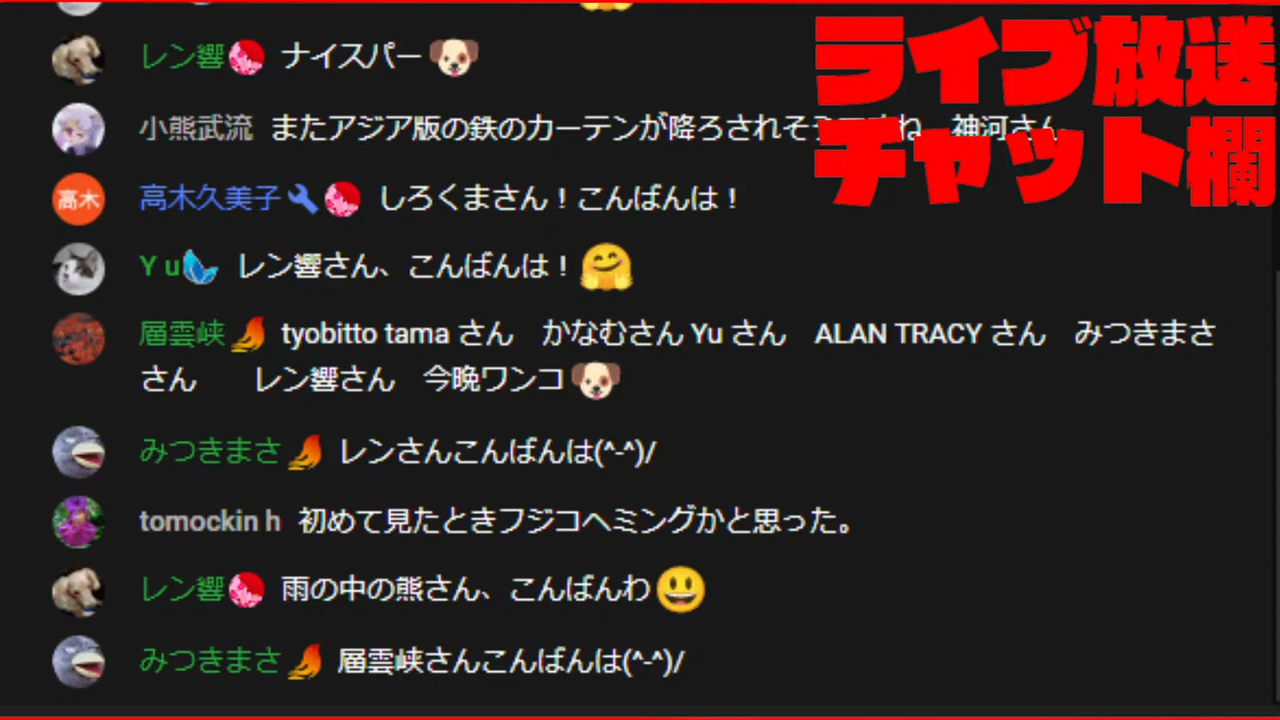 ライブ放送
チャット欄
レン響 ナイスパー
小熊武流 またアジア版の鉄のカーテンが降ろされそうですね 神河さん
高木
高木久美子 しろくまさん！こんばんは！
Yu レン響さん、こんばんは！
層雲峡 tyobitto tama さん かなむさん Yu さん ALAN TRACY さん みつきまさ
さん レン響さん 今晩ワンコ
みつきまさ レンさんこんばんは(^-^)/
tomockin h 初めて見たときフジコヘミングかと思った。
レン響 雨の中の熊さん、こんばんわ
みつきまさ 層雲峡さんこんばんは(^-^)/